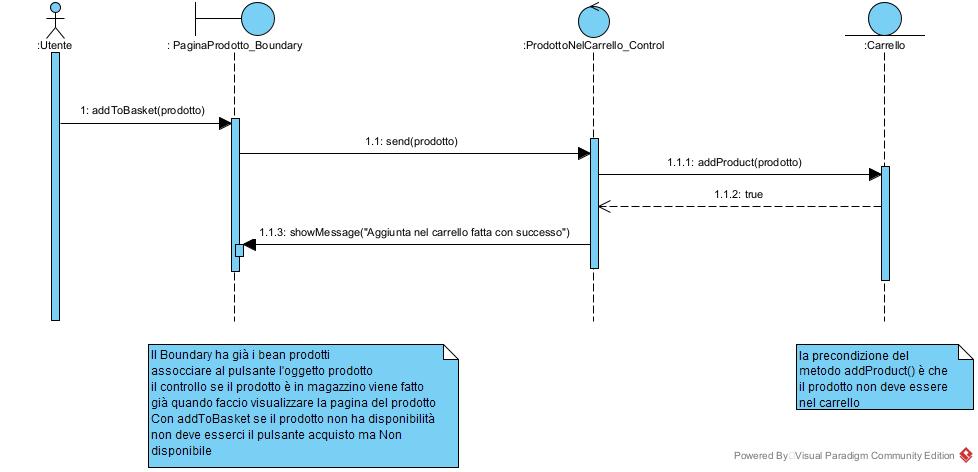 :Utente
: PaginaProdotto_Boundary
:ProdottoNelCarrello_Control
:Carrello
1: addToBasket(prodotto)
1.1: send(prodotto)
1.1.1: addProduct(prodotto)
1.1.2: true
1.1.3: showMessage("Aggiunta nel carrello fatta con successo")
Il Boundary ha già i bean prodotti
assocciare al pulsante l'oggetto prodotto
il controllo se il prodotto è in magazzino viene fatto
già quando faccio visualizzare la pagina del prodotto
Con addToBasket se il prodotto non ha disponibilità
non deve esserci il pulsante acquisto ma Non
disponibile
la precondizione del
metodo addProduct() è che
il prodotto non deve essere
nel carrello
Powered By Visual Paradigm Community Edition